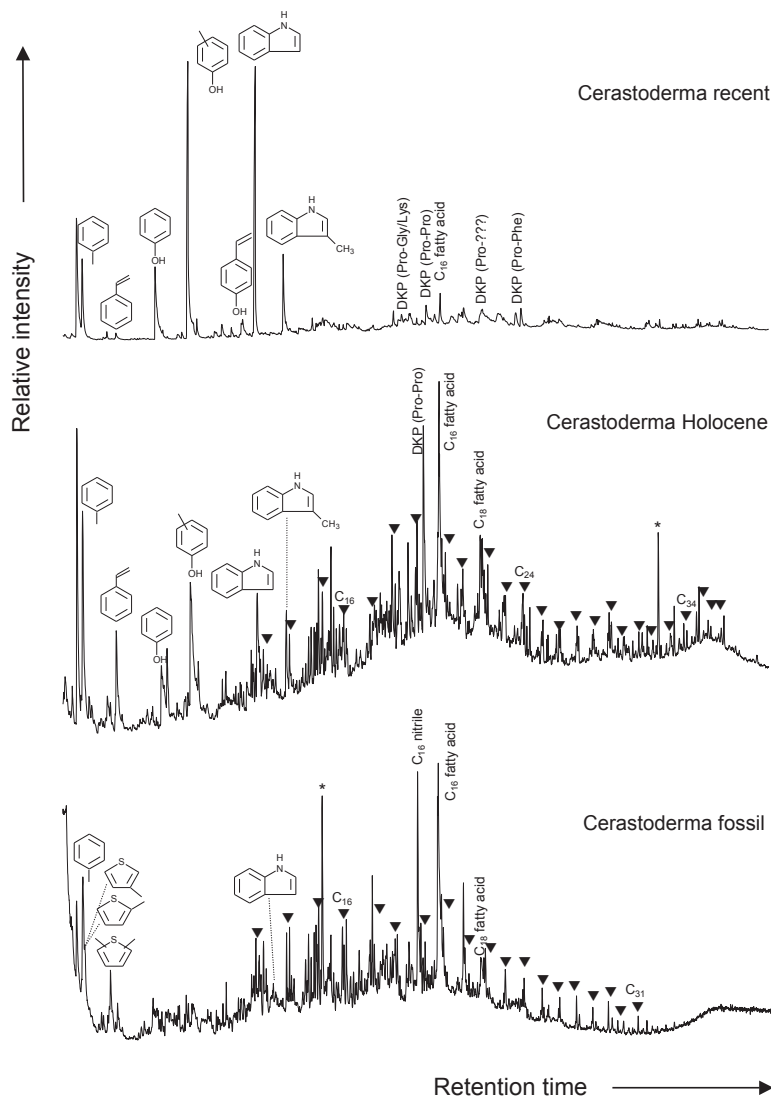 Relative intensity
Cerastoderma recent
OH
OH
H
N
OH
H
N
CH3
DKP (Pro-Gly/Lys)
DKP (Pro-Pro)
C16 fatty acid
DKP (Pro-???)
DKP (Pro-Phe)
Cerastoderma Holocene
OH
OH
H
N
H
N
CH3
C16
DKP (Pro-Pro)
C16 fatty acid
C18 fatty acid
C24
*
C34
Cerastoderma fossil
S
S
S
H
N
*
C16
C16 nitrile
C16 fatty acid
C18 fatty acid
C31
Retention time